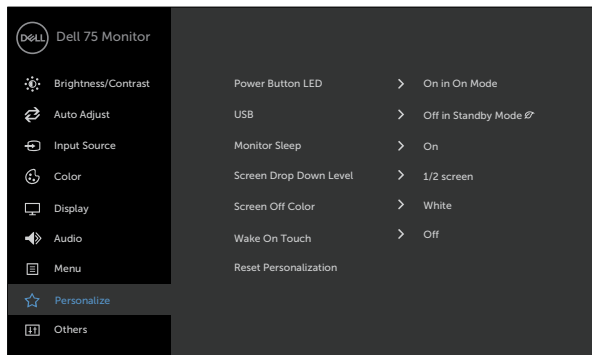 DELL Dell 75 Monitor
Brightness/Contrast Power Button LED > On in On Mode
Auto Adjust USB > Off in Standby Mode
Input Source Monitor Sleep > On
Color Screen Drop Down Level > 1/2 screen
Display Screen Off Color > White
Audio Wake On Touch > Off
Menu Reset Personalization
Personalize
Others